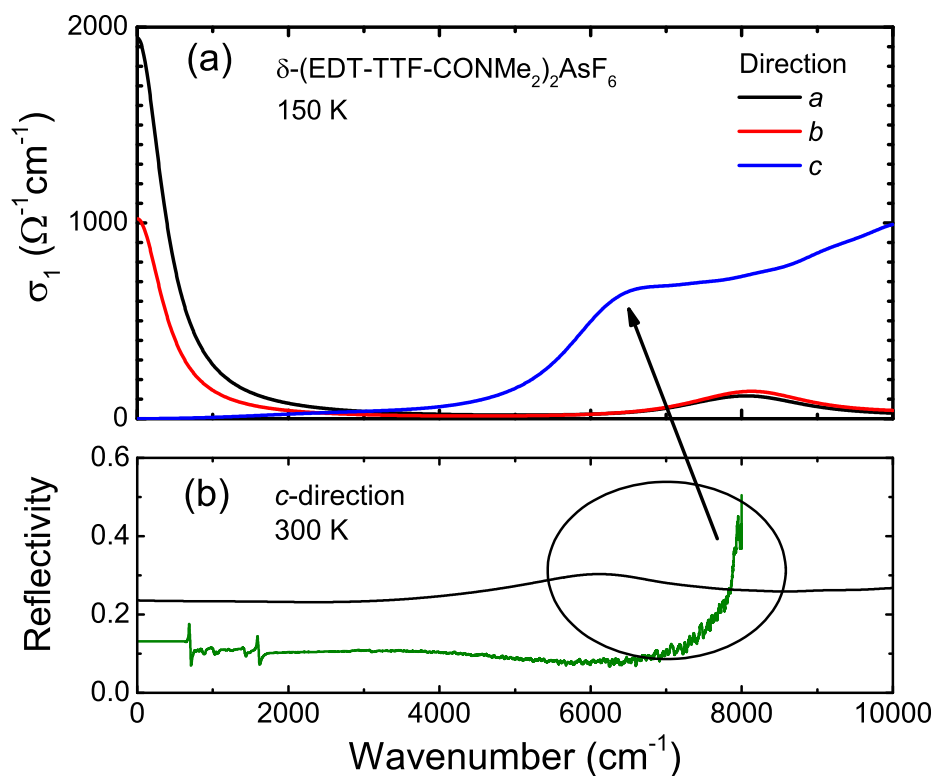 2000
(a)
δ-(EDT-TTF-CONMe₂)₂AsF₆
150 K
Direction
a
b
c
1000
σ₁ (Ω⁻¹cm⁻¹)
0
0.6
(b)
c-direction
300 K
0.4
Reflectivity
0.2
0.0
0 2000 4000 6000 8000 10000
Wavenumber (cm⁻¹)